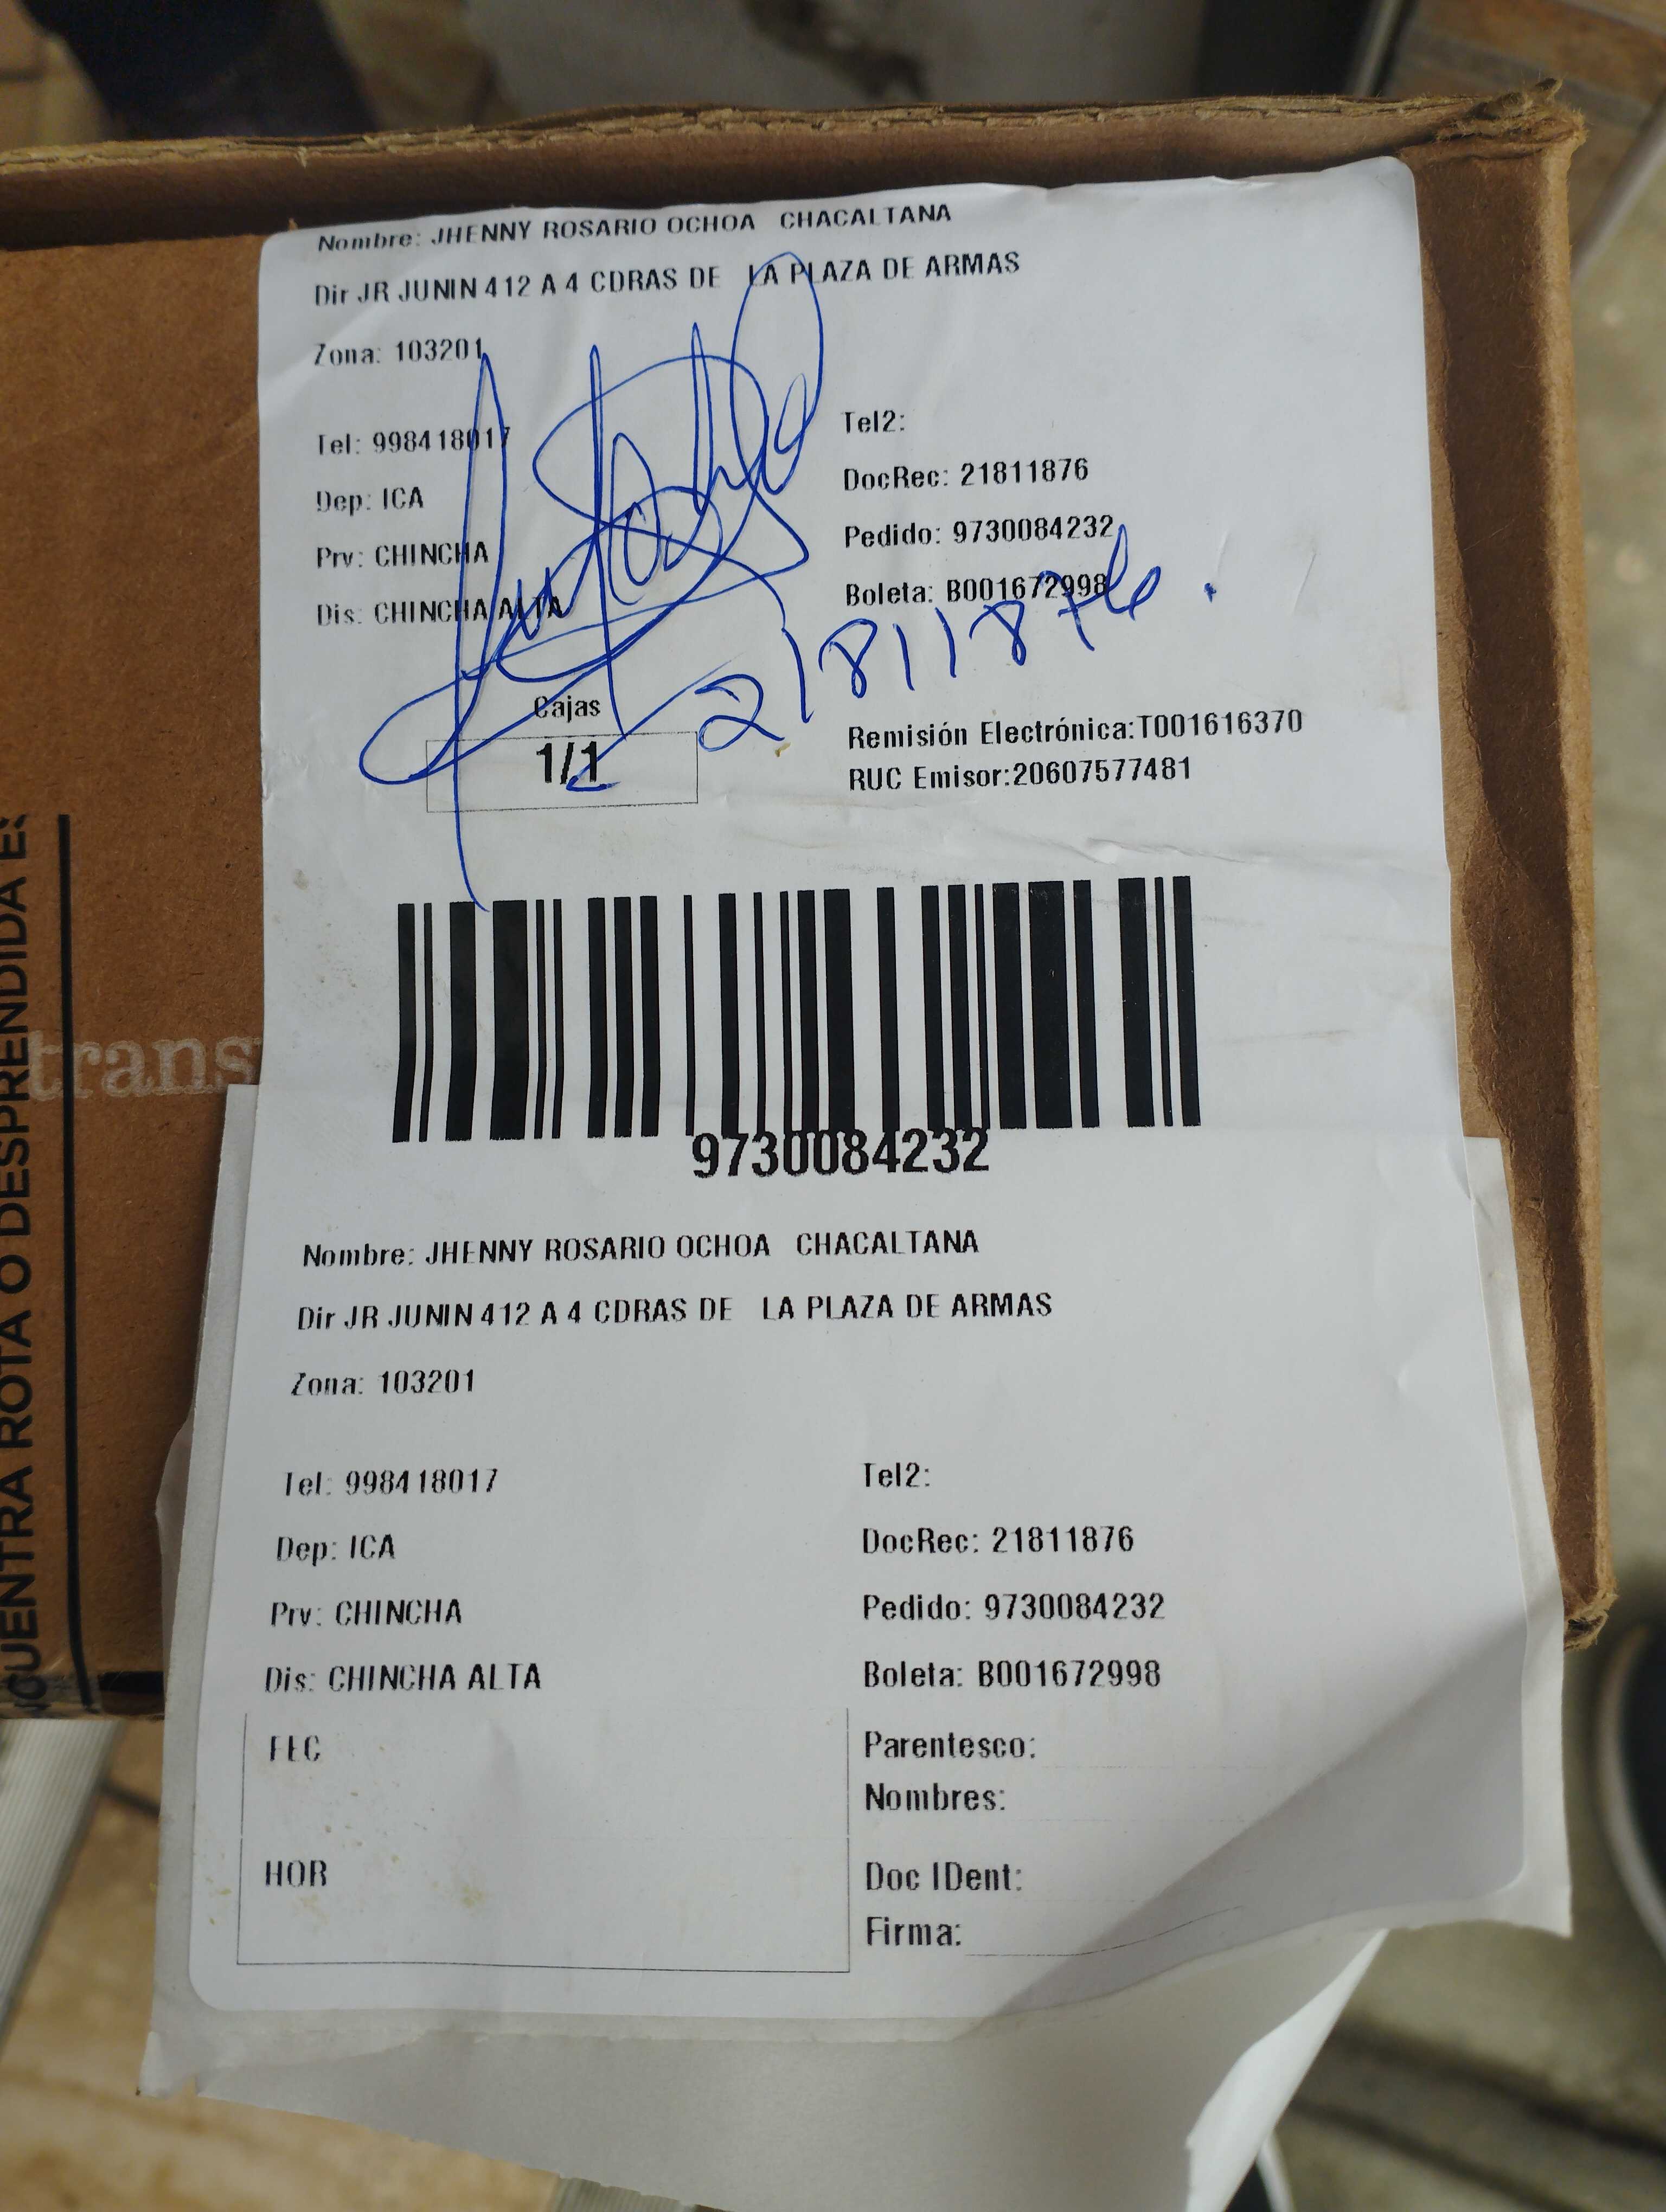 Nombre: JHENNY ROSARIO OCHOA CHACALTANA
Dir JR JUNIN 412 A 4 CDRAS DE LA PLAZA DE ARMAS
Zona: 103201
Tel: 998418017
Tel2:
Dep: ICA
DocRec: 21811876
Prv: CHINCHA
Pedido: 9730084232
Dis: CHINCHA ALTA
Boleta: B001672998
21811876.
Cajas
1/1
Remisión Electrónica:T001616370
RUC Emisor:20607577481
9730084232
Nombre: JHENNY ROSARIO OCHOA CHACALTANA
Dir JR JUNIN 412 A 4 CDRAS DE LA PLAZA DE ARMAS
Zona: 103201
Tel: 998418017
Tel2:
Dep: ICA
DocRec: 21811876
Prv: CHINCHA
Pedido: 9730084232
Dis: CHINCHA ALTA
Boleta: B001672998
FEC
Parentesco:
Nombres:
HOR
Doc IDent:
Firma:
trans
ROTA O DESPRENDIDA